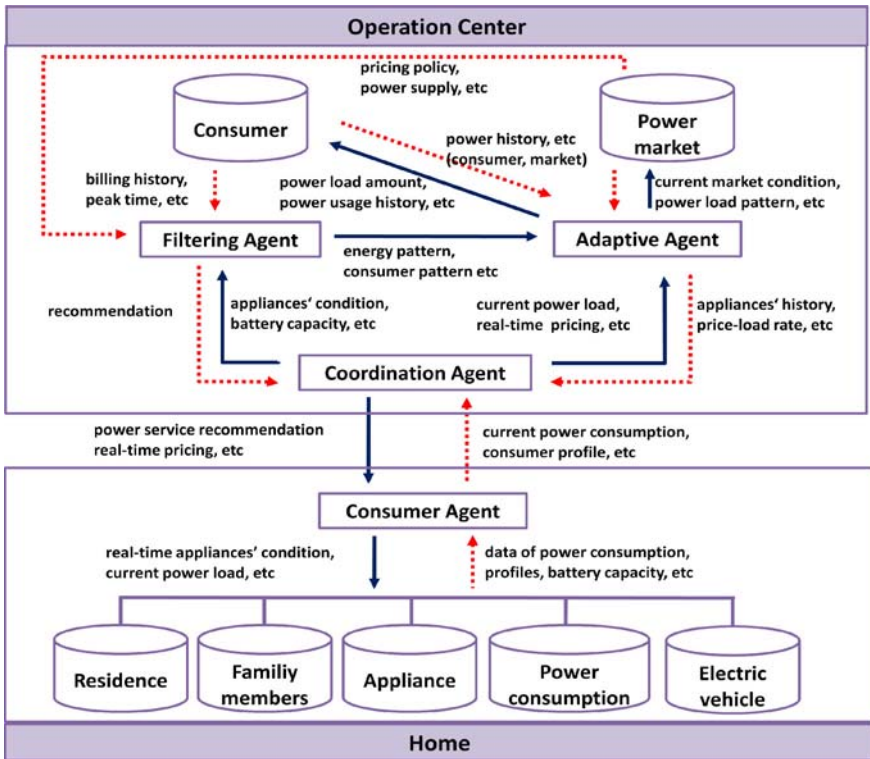 Operation Center
pricing policy,
power supply, etc
Consumer
Power
market
power history, etc
(consumer, market)
billing history,
peak time, etc
power load amount,
power usage history, etc
current market condition,
power load pattern, etc
Filtering Agent
Adaptive Agent
energy pattern,
consumer pattern etc
recommendation
appliances' condition,
battery capacity, etc
current power load,
real-time pricing, etc
appliances' history,
price-load rate, etc
Coordination Agent
power service recommendation
real-time pricing, etc
current power consumption,
consumer profile, etc
Consumer Agent
real-time appliances' condition,
current power load, etc
data of power consumption,
profiles, battery capacity, etc
Residence
Familiy
members
Appliance
Power
consumption
Electric
vehicle
Home